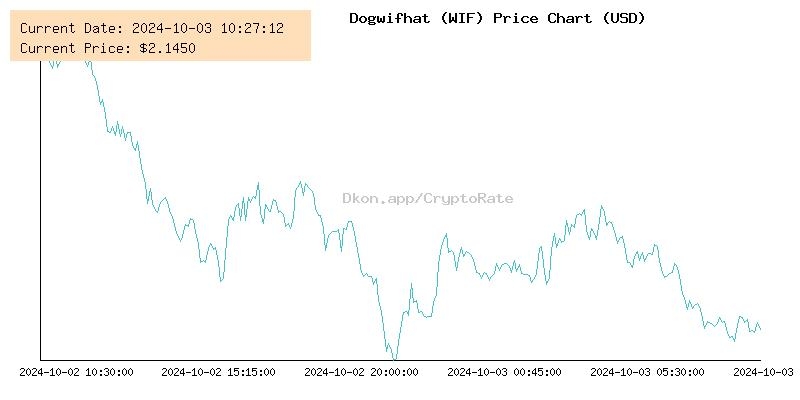 Dogwifhat (WIF) Price Chart (USD)
Current Date: 2024-10-03 10:27:12
Current Price: $2.1450
Dkon.app/CryptoRate
2024-10-02 10:30:00
2024-10-02 15:15:00
2024-10-02 20:00:00
2024-10-03 00:45:00
2024-10-03 05:30:00
2024-10-03